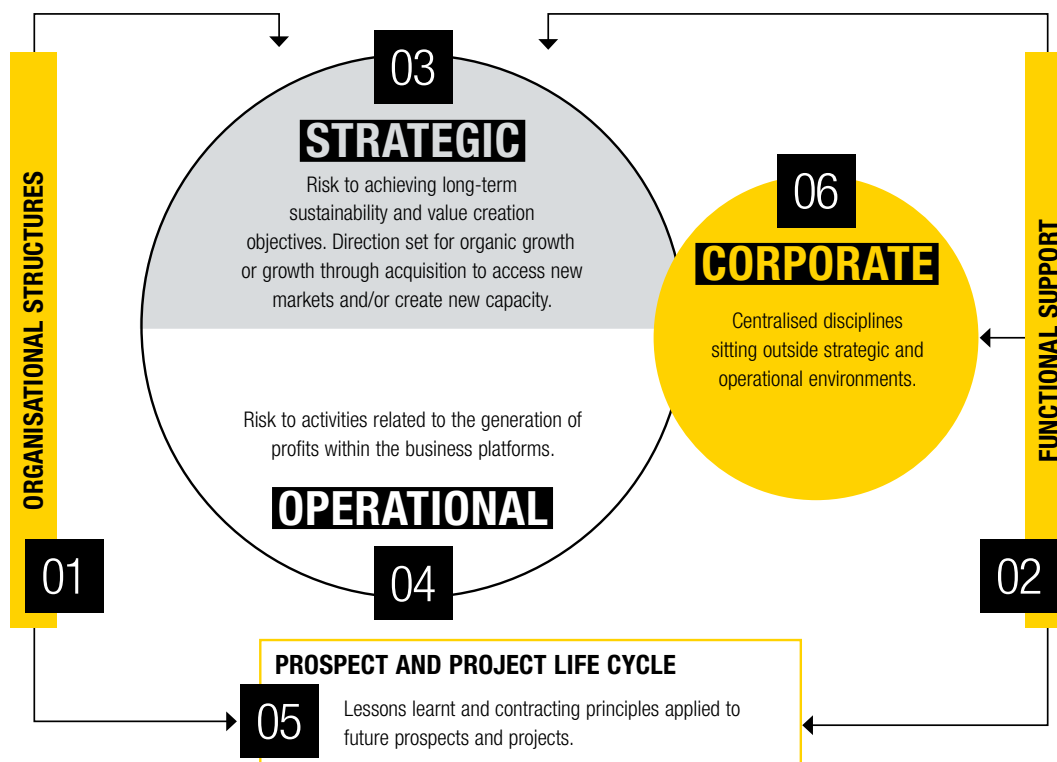 03
STRATEGIC
Risk to achieving long-term
sustainability and value creation
objectives. Direction set for organic growth
or growth through acquisition to access new
markets and/or create new capacity.
06
CORPORATE
Centralised disciplines
sitting outside strategic and
operational environments.
ORGANISATIONAL STRUCTURES
01
FUNCTIONAL SUPPORT
02
Risk to activities related to the generation of
profits within the business platforms.
OPERATIONAL
04
PROSPECT AND PROJECT LIFE CYCLE
05
Lessons learnt and contracting principles applied to
future prospects and projects.